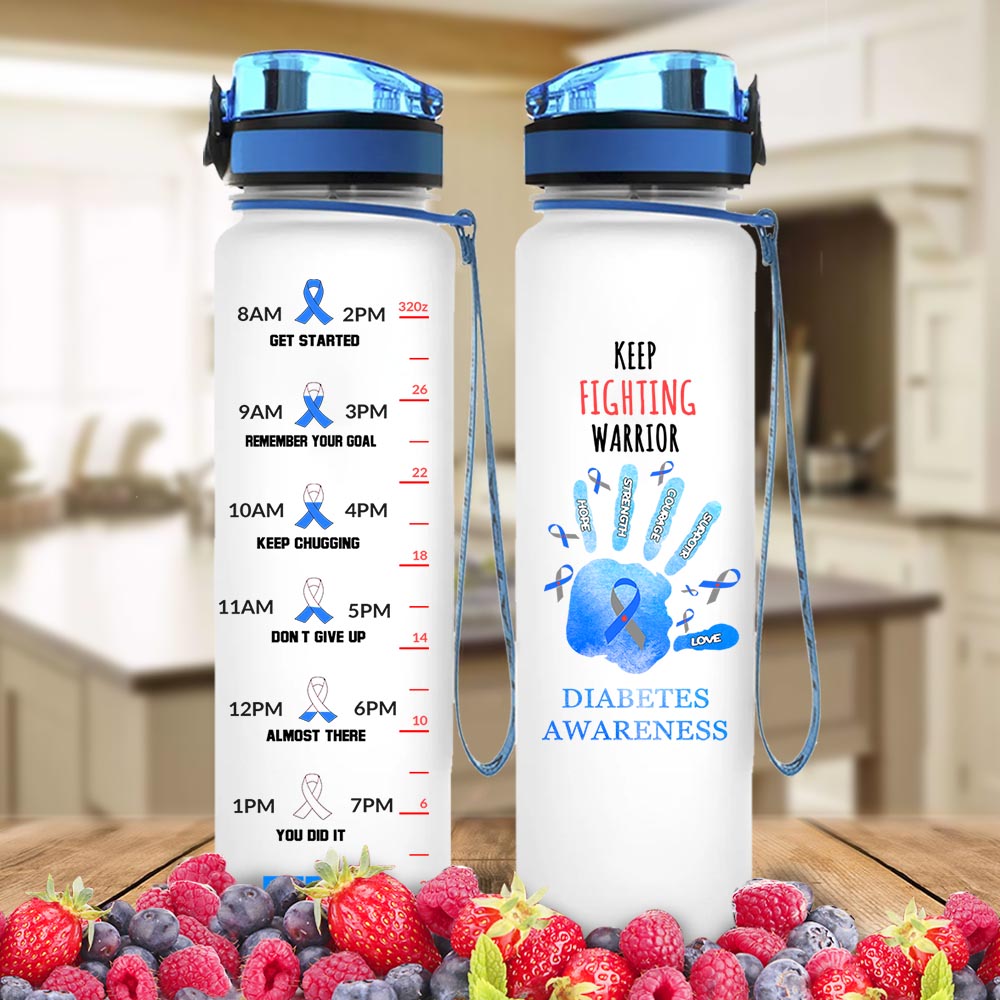 8AM 2PM 320z
GET STARTED
9AM 3PM 26
REMEMBER YOUR GOAL
22
10AM 4PM
KEEP CHUGGING
18
11AM 5PM
DON'T GIVE UP
14
12PM 6PM 10
ALMOST THERE
1PM 7PM 6
YOU DID IT
KEEP
FIGHTING
WARRIOR
HOPE
STRENGTH
COURAGE
SUPPOTR
LOVE
DIABETES
AWARENESS